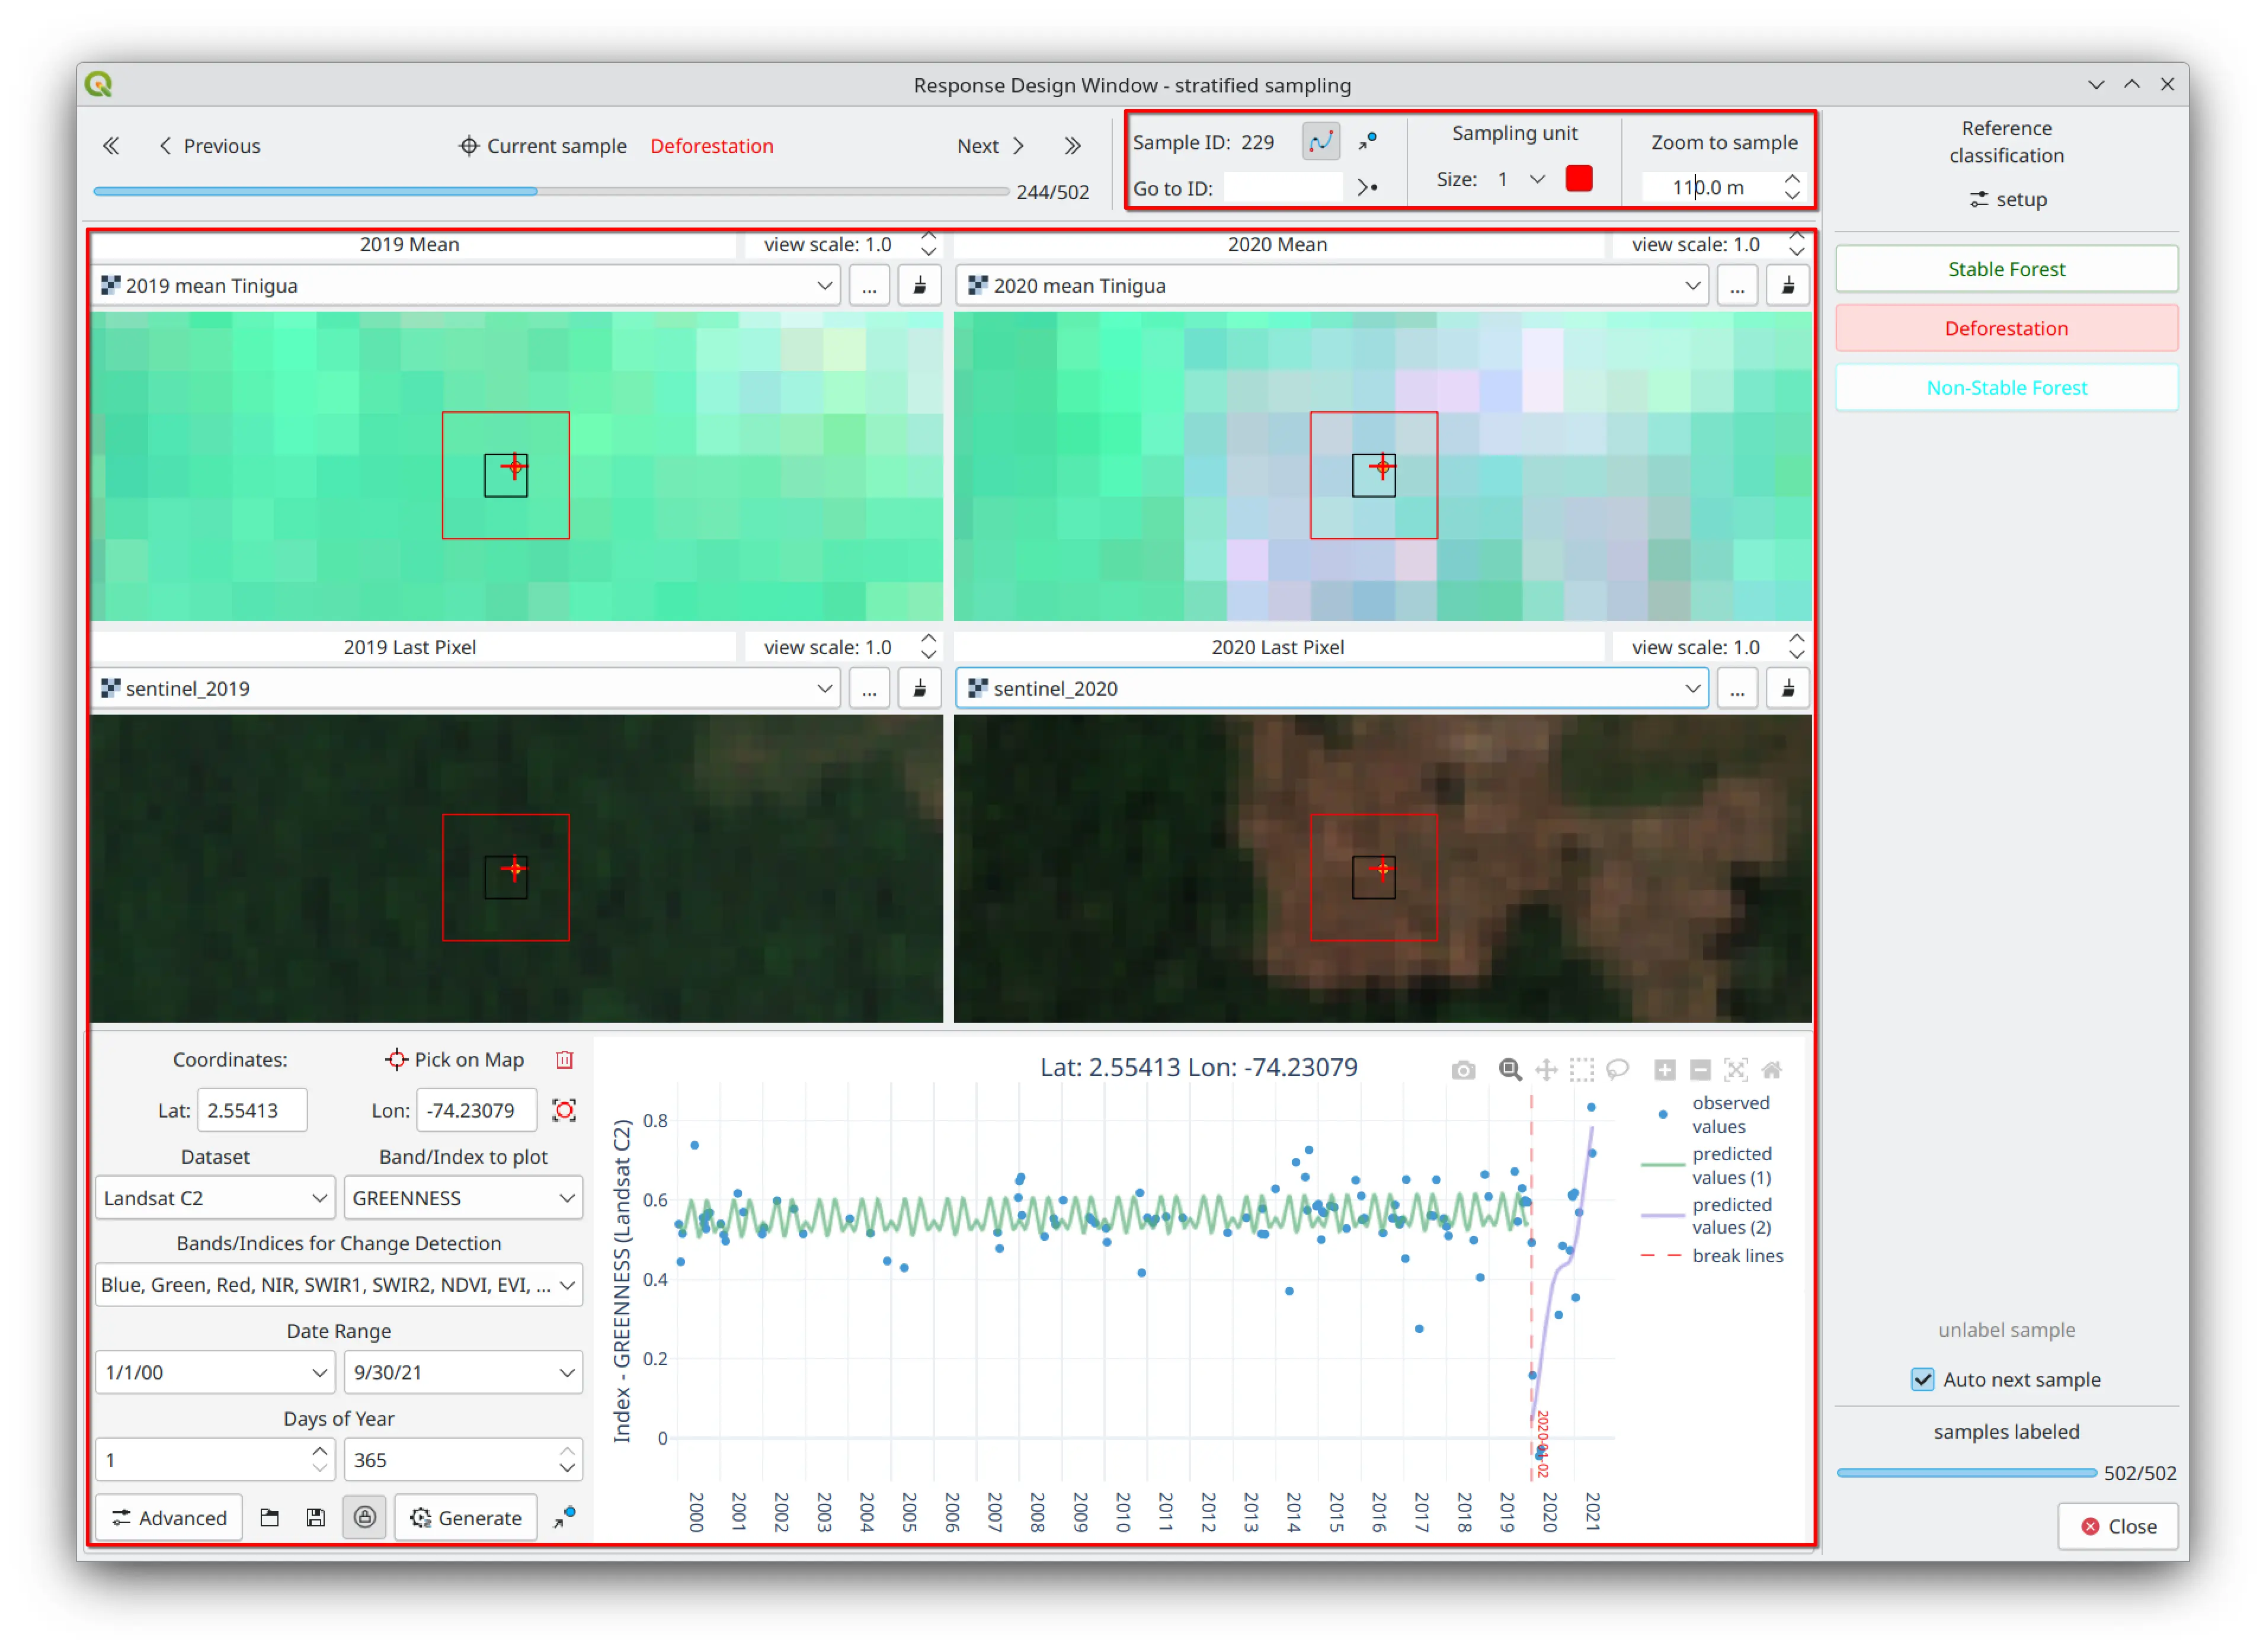 Response Design Window - stratified sampling
Previous
Current sample
Deforestation
Next
244/502
Sample ID: 229
Go to ID:
Sampling unit
Size: 1
Zoom to sample
110.0 m
Reference
classification
setup
Stable Forest
Deforestation
Non-Stable Forest
2019 Mean
view scale: 1.0
2020 Mean
view scale: 1.0
2019 mean Tinigua
...
2020 mean Tinigua
...
2019 Last Pixel
view scale: 1.0
2020 Last Pixel
view scale: 1.0
sentinel_2019
...
sentinel_2020
...
Coordinates:
Pick on Map
Lat: 2.55413
Lon: -74.23079
Dataset
Band/Index to plot
Landsat C2
GREENNESS
Bands/Indices for Change Detection
Blue, Green, Red, NIR, SWIR1, SWIR2, NDVI, EVI, ...
Date Range
1/1/00
9/30/21
Days of Year
1
365
Advanced
Generate
Lat: 2.55413 Lon: -74.23079
Index - GREENNESS (Landsat C2)
0.8
0.6
0.4
0.2
0
2020-01-02
2000
2001
2002
2003
2004
2005
2006
2007
2008
2009
2010
2011
2012
2013
2014
2015
2016
2017
2018
2019
2020
2021
observed
values
predicted
values (1)
predicted
values (2)
break lines
unlabel sample
Auto next sample
samples labeled
502/502
Close